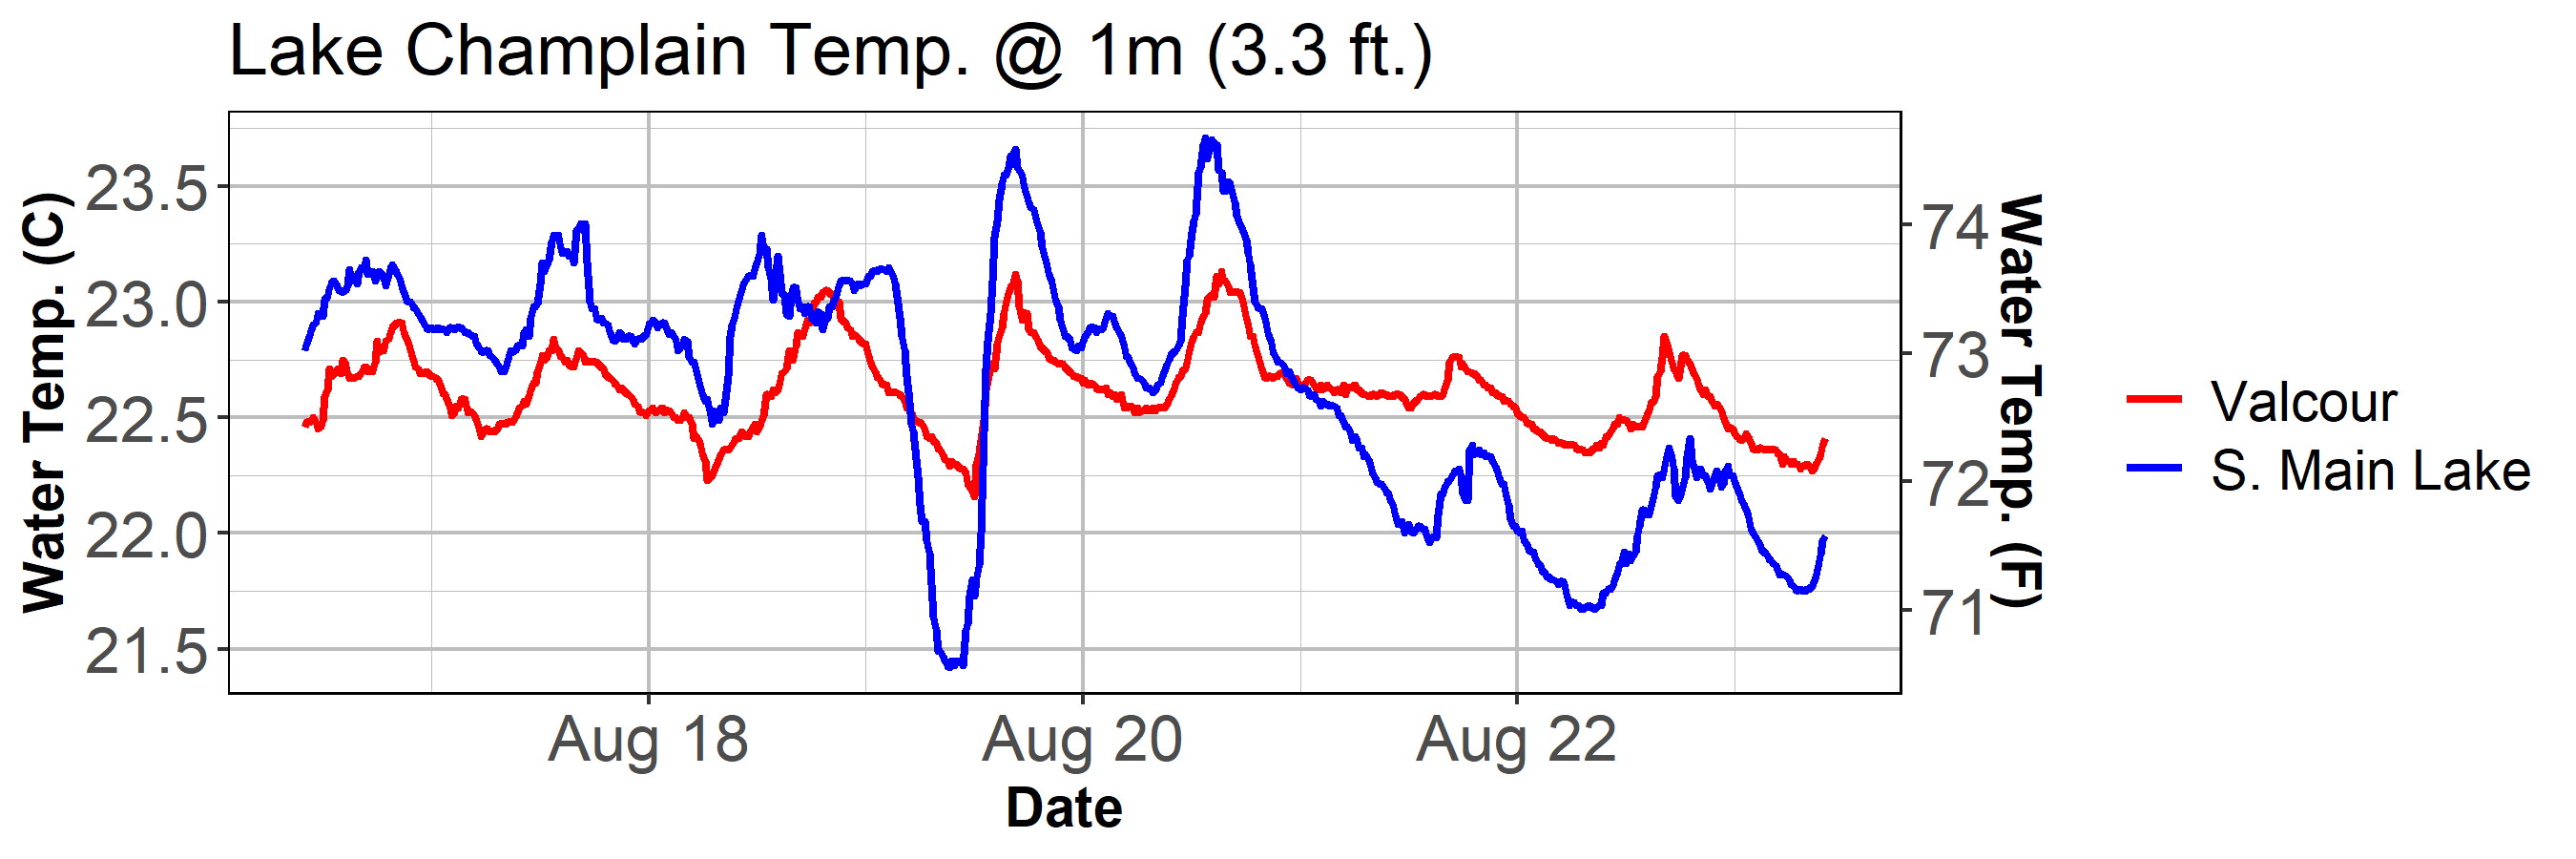 Lake Champlain Temp. @ 1m (3.3 ft.)
Water Temp. (C)
23.5
23.0
22.5
22.0
21.5
74
73
72
71
Water Temp. (F)
Aug 18
Aug 20
Aug 22
Date
Valcour
S. Main Lake